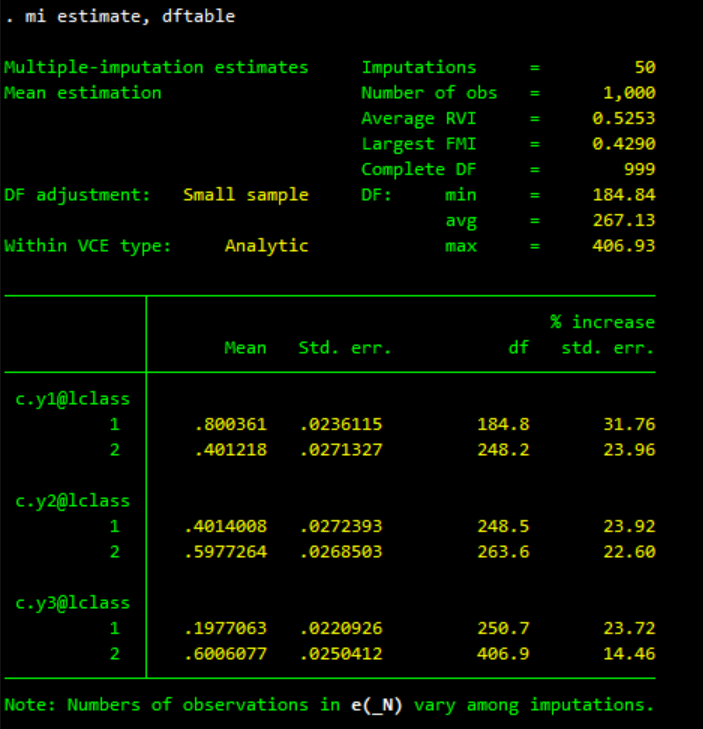 . mi estimate, dftable
Multiple-imputation estimates Imputations = 50
Mean estimation Number of obs = 1,000
Average RVI = 0.5253
Largest FMI = 0.4290
Complete DF = 999
DF adjustment: Small sample DF: min = 184.84
avg = 267.13
Within VCE type: Analytic max = 406.93
% increase
Mean Std. err. df std. err.
c.y1@lclass
1 .800361 .0236115 184.8 31.76
2 .401218 .0271327 248.2 23.96
c.y2@lclass
1 .4014008 .0272393 248.5 23.92
2 .5977264 .0268503 263.6 22.60
c.y3@lclass
1 .1977063 .0220926 250.7 23.72
2 .6006077 .0250412 406.9 14.46
Note: Numbers of observations in e(_N) vary among imputations.